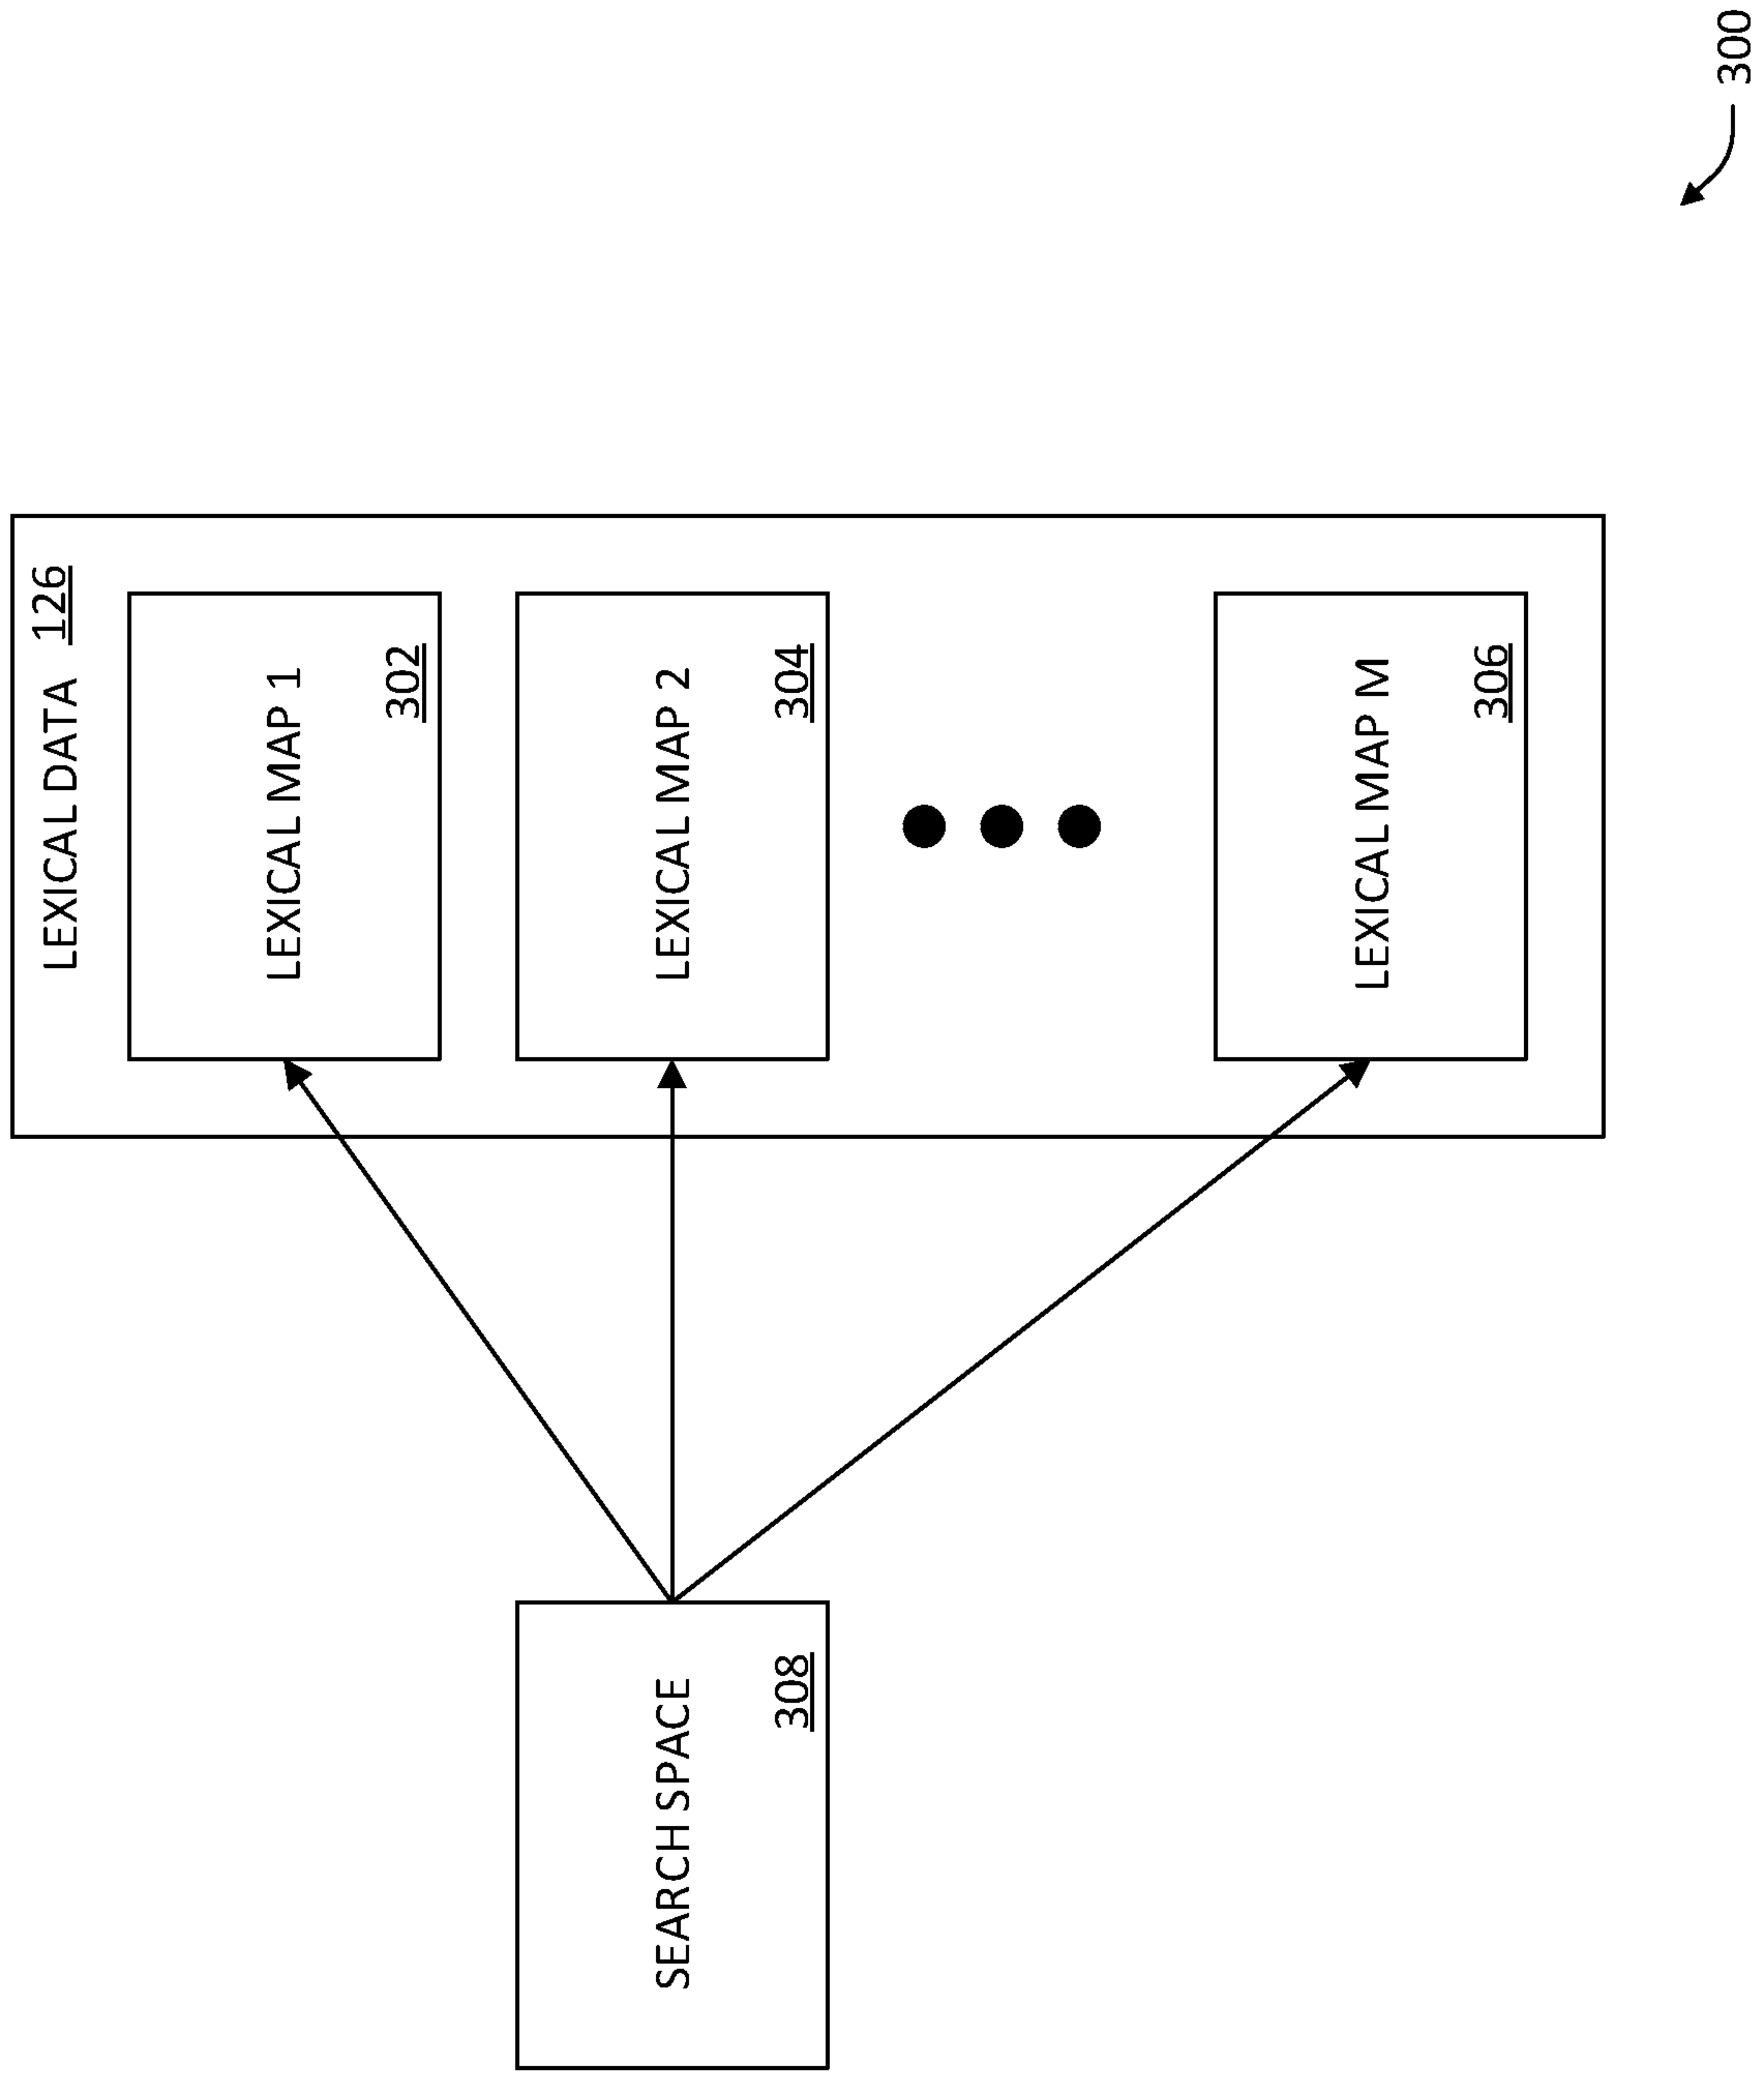 LEXICAL DATA 126
LEXICAL MAP 1
302
LEXICAL MAP 2
304
LEXICAL MAP M
306
SEARCH SPACE
308
300